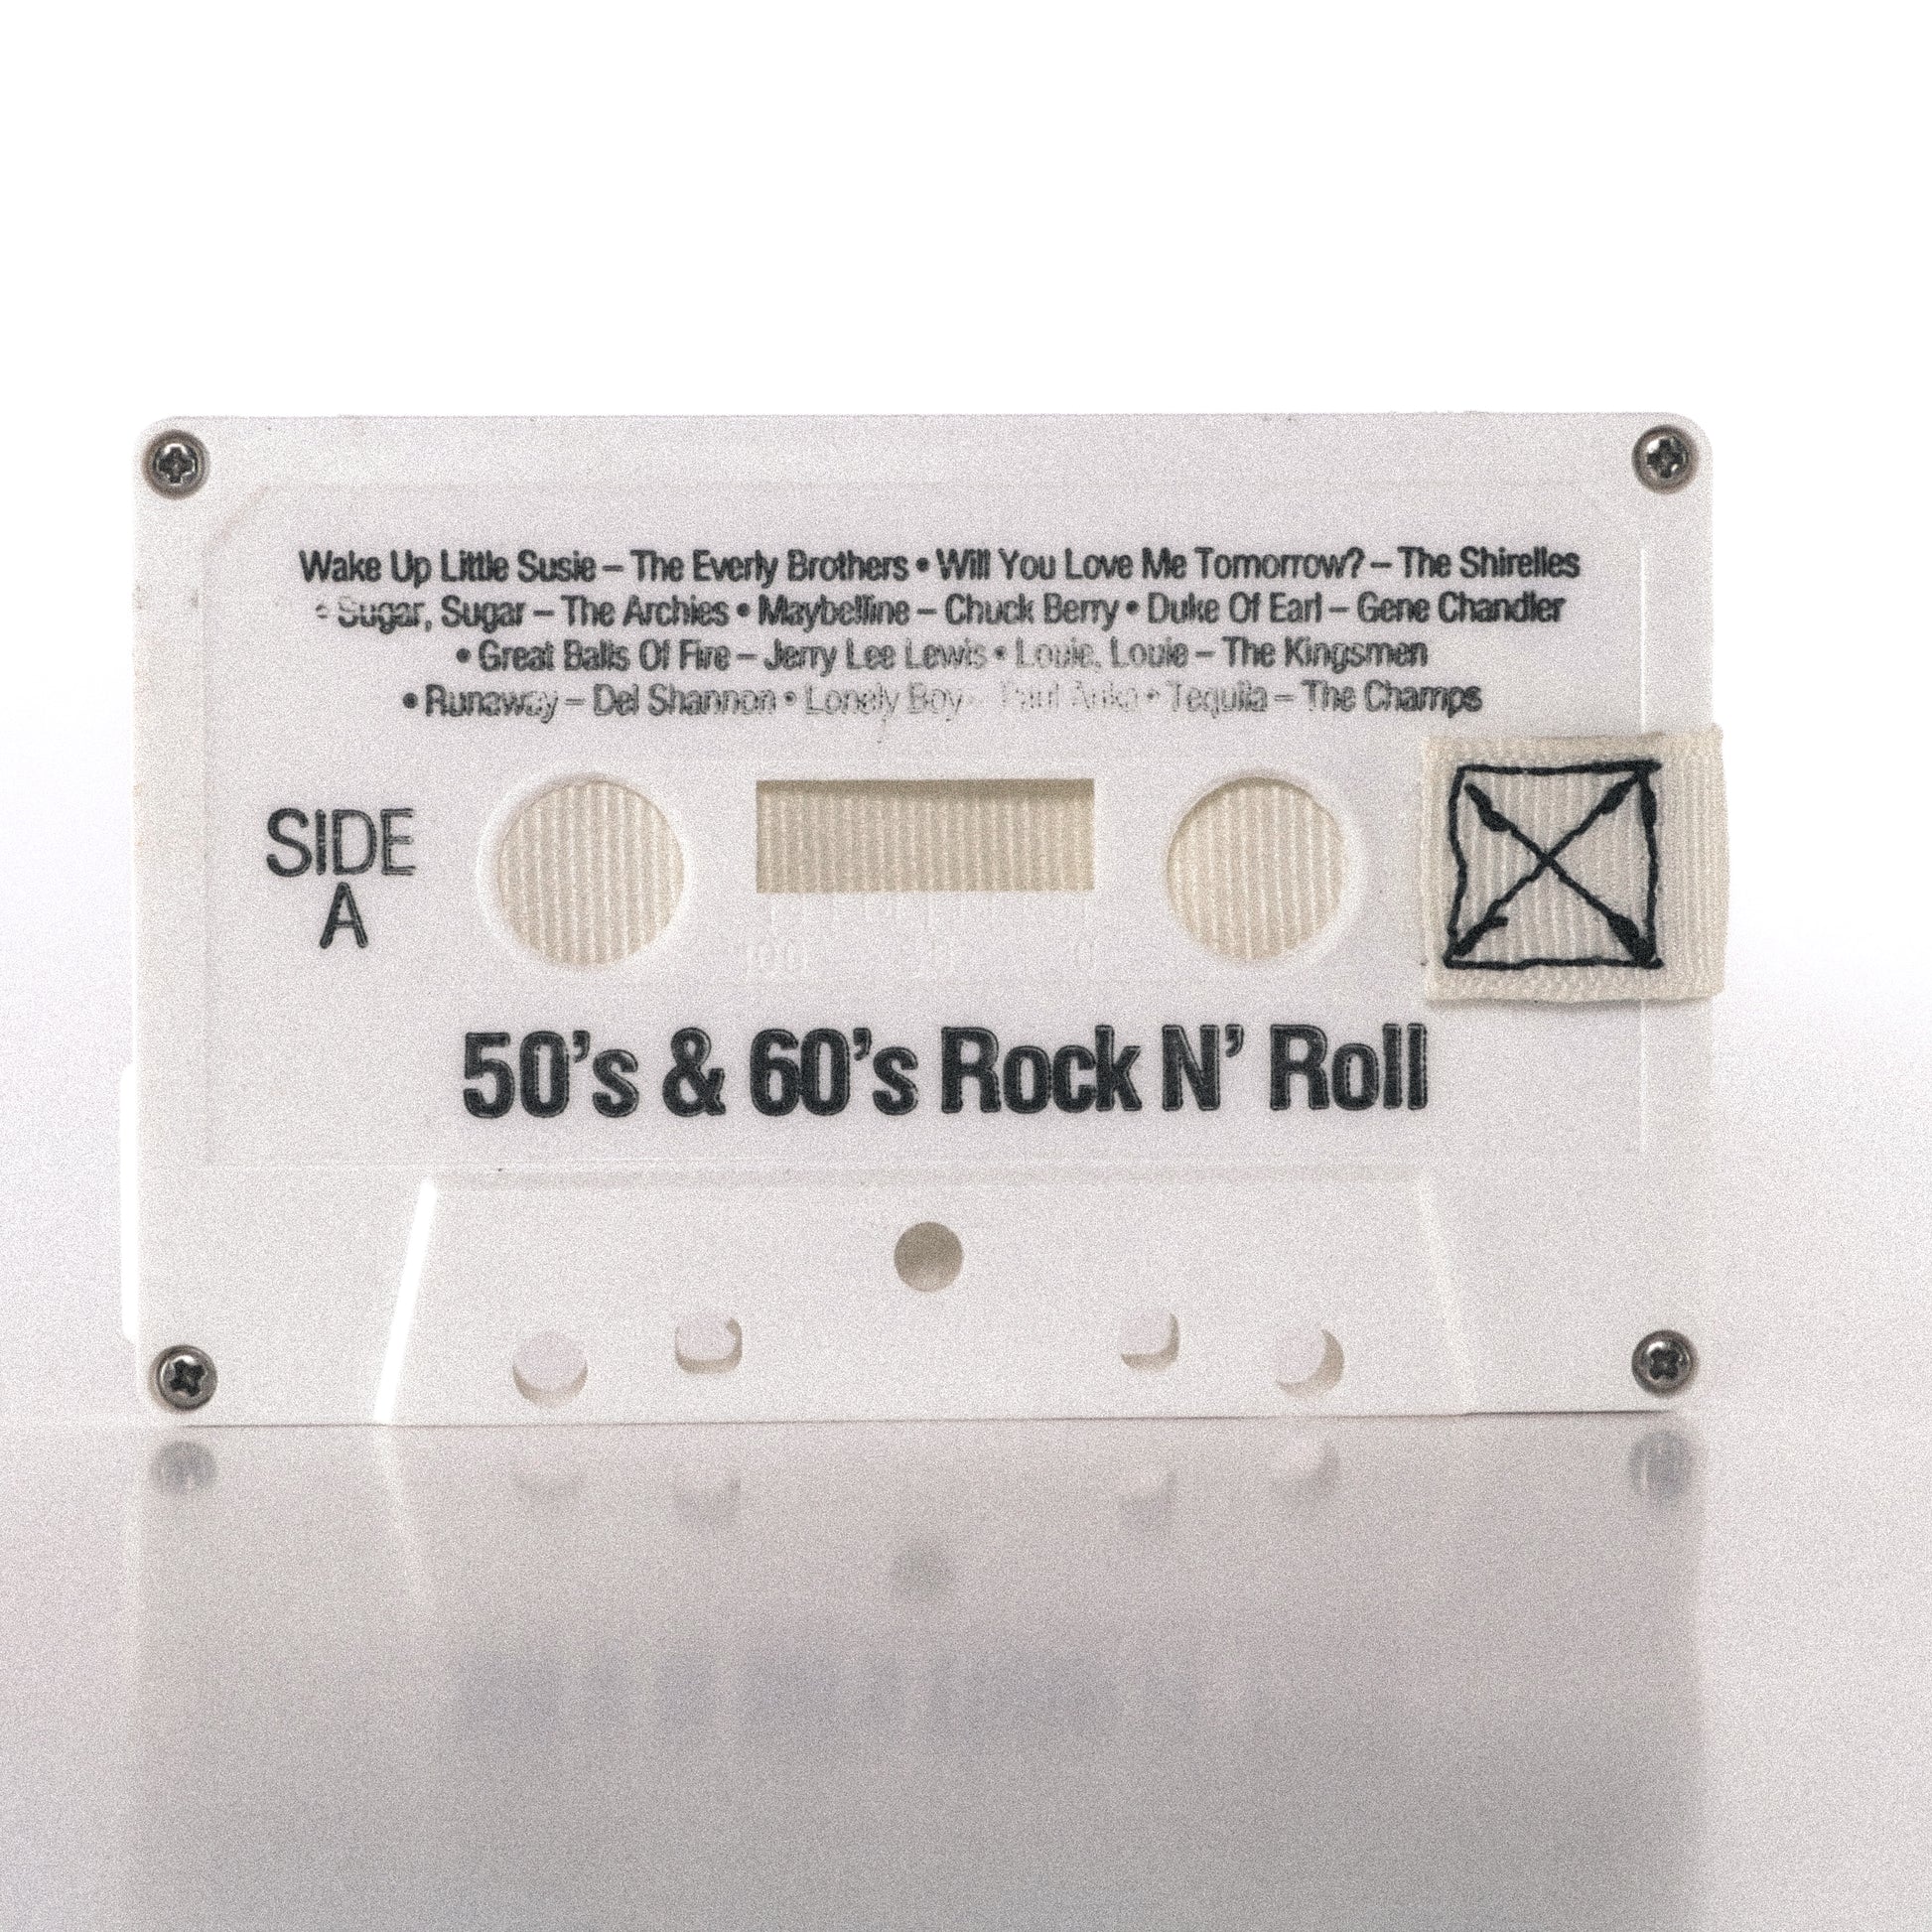 Wake Up Little Susie – The Everly Brothers • Will You Love Me Tomorrow? – The Shirelles
• Sugar, Sugar – The Archies • Maybelline – Chuck Berry • Duke Of Earl – Gene Chandler
• Great Balls Of Fire – Jerry Lee Lewis • Louie, Louie – The Kingsmen
• Runaway – Del Shannon • Lonely Boy – Paul Anka • Tequila – The Champs
SIDE
A
50's & 60's Rock N' Roll